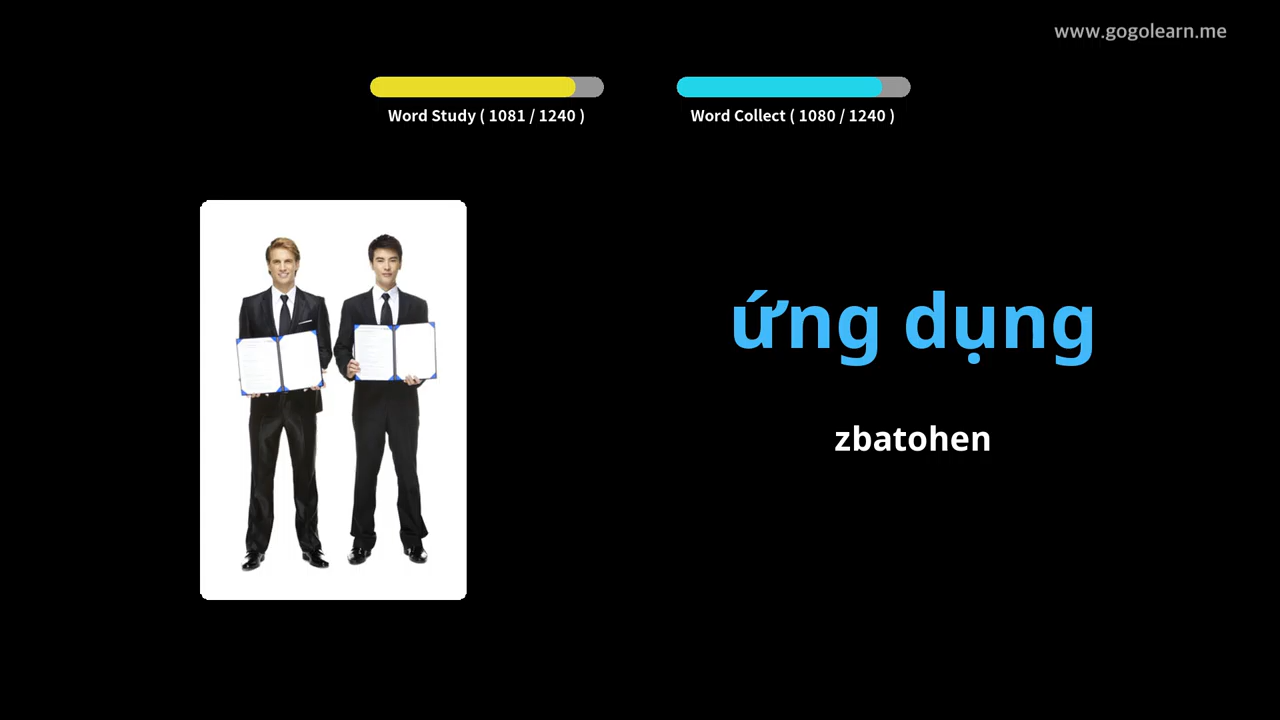 www.gogolearn.me
Word Study ( 1081 / 1240 )
Word Collect ( 1080 / 1240 )
ứng dụng
zbatohen